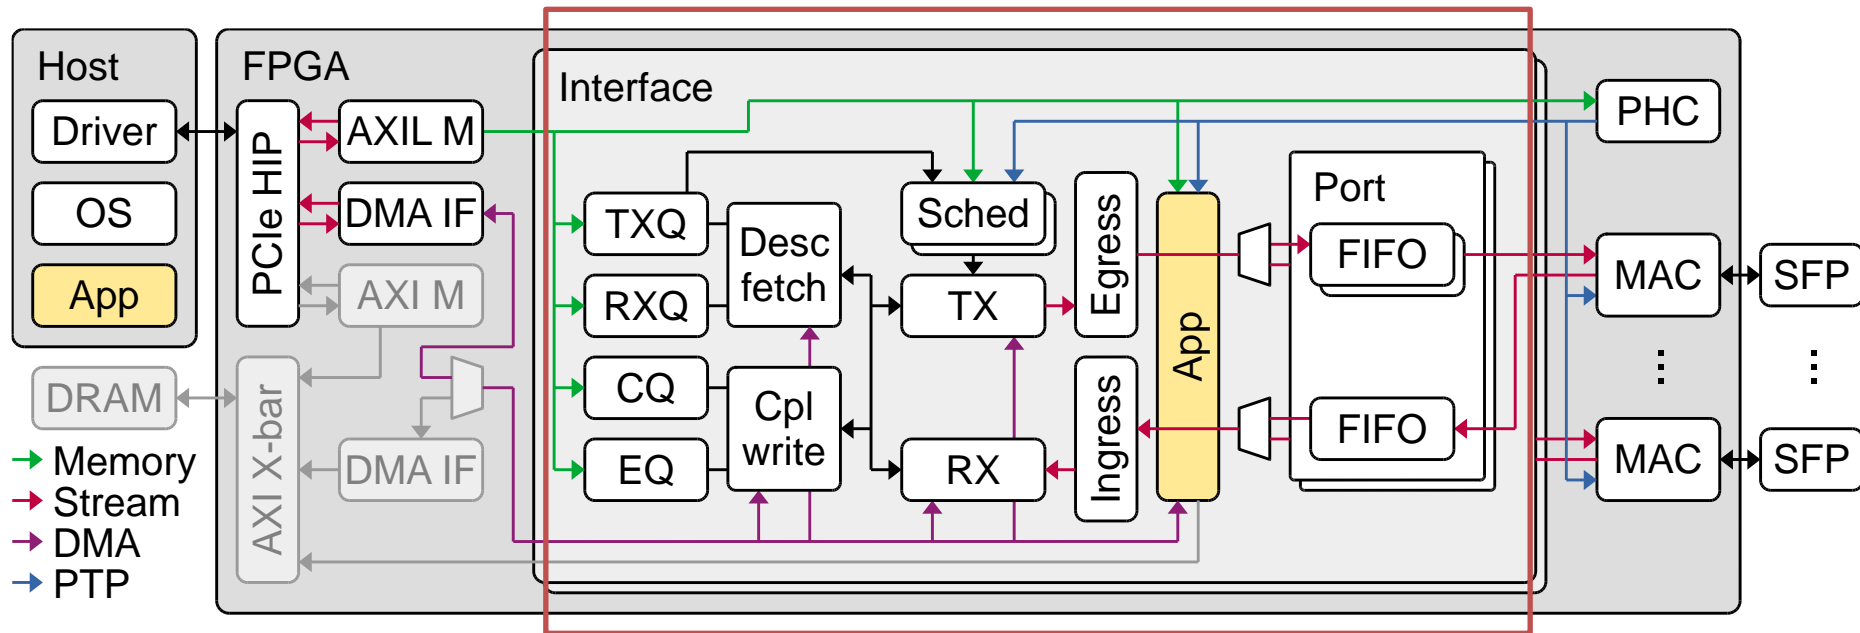 Host
Driver
OS
App
DRAM
Memory
Stream
DMA
PTP
FPGA
PCIe HIP
AXIL M
DMA IF
AXI M
AXI X-bar
DMA IF
Interface
TXQ
RXQ
CQ
EQ
Desc
fetch
Cpl
write
Sched
TX
RX
Egress
Ingress
App
Port
FIFO
FIFO
PHC
MAC
MAC
SFP
SFP